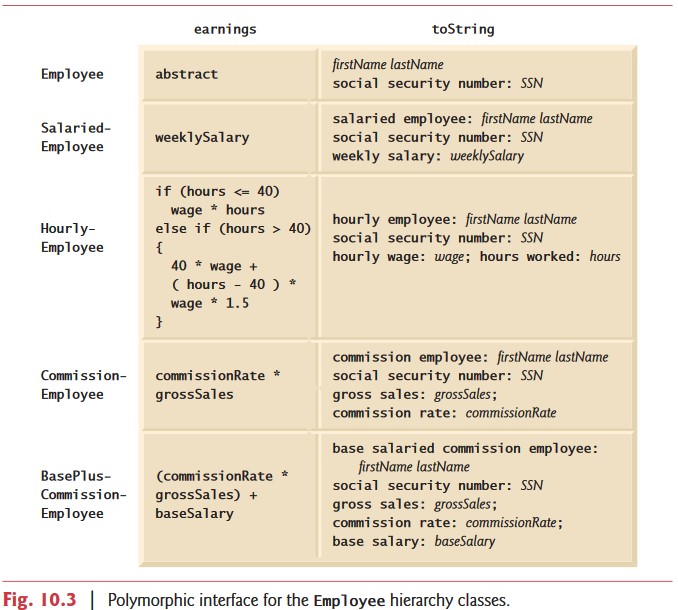 earnings toString
Employee
abstract
firstName lastName
social security number: SSN
Salaried-
Employee
weeklySalary
salaried employee: firstName lastName
social security number: SSN
weekly salary: weeklySalary
Hourly-
Employee
if (hours <= 40)
wage * hours
else if (hours > 40)
{
40 * wage +
( hours - 40 ) *
wage * 1.5
}
hourly employee: firstName lastName
social security number: SSN
hourly wage: wage; hours worked: hours
Commission-
Employee
commissionRate *
grossSales
commission employee: firstName lastName
social security number: SSN
gross sales: grossSales;
commission rate: commissionRate
BasePlus-
Commission-
Employee
(commissionRate *
grossSales) +
baseSalary
base salaried commission employee:
firstName lastName
social security number: SSN
gross sales: grossSales;
commission rate: commissionRate;
base salary: baseSalary
Fig. 10.3 | Polymorphic interface for the Employee hierarchy classes.